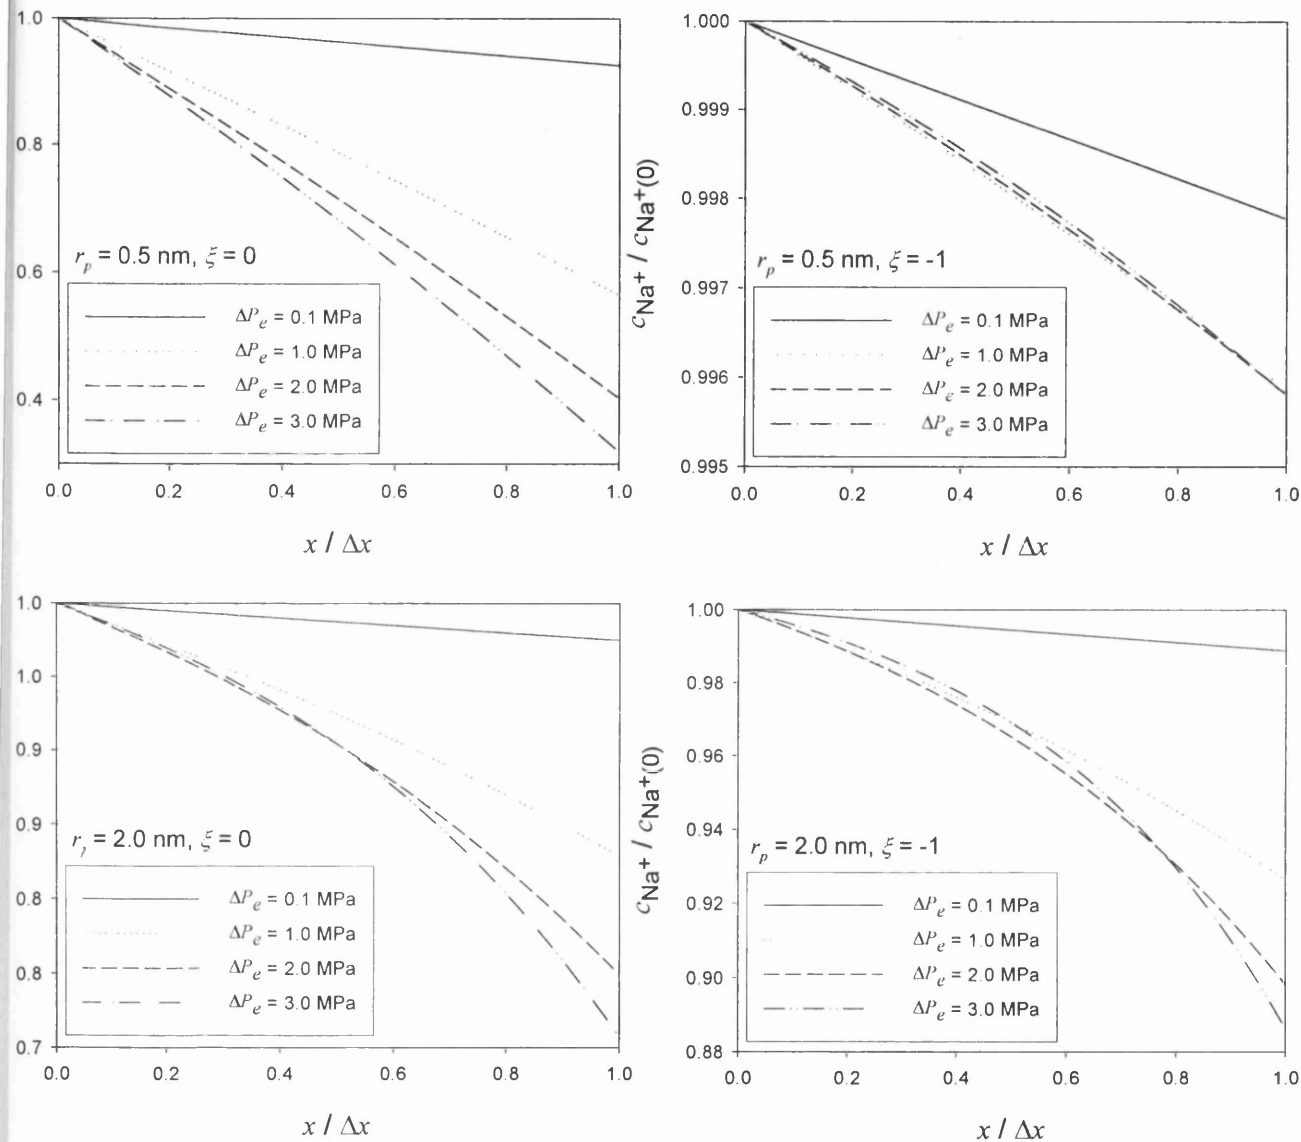 1.0
0.8
0.6
0.4
0.0 0.2 0.4 0.6 0.8 1.0
r_p = 0.5 nm, ξ = 0
ΔP_e = 0.1 MPa
ΔP_e = 1.0 MPa
ΔP_e = 2.0 MPa
ΔP_e = 3.0 MPa
x / Δx
c_Na+ / c_Na+(0)
1.000
0.999
0.998
0.997
0.996
0.995
0.0 0.2 0.4 0.6 0.8 1.0
r_p = 0.5 nm, ξ = -1
ΔP_e = 0.1 MPa
ΔP_e = 1.0 MPa
ΔP_e = 2.0 MPa
ΔP_e = 3.0 MPa
x / Δx
1.0
1.0
0.9
0.9
0.8
0.8
0.7
0.0 0.2 0.4 0.6 0.8 1.0
r_p = 2.0 nm, ξ = 0
ΔP_e = 0.1 MPa
ΔP_e = 1.0 MPa
ΔP_e = 2.0 MPa
ΔP_e = 3.0 MPa
x / Δx
c_Na+ / c_Na+(0)
1.00
0.98
0.96
0.94
0.92
0.90
0.88
0.0 0.2 0.4 0.6 0.8 1.0
r_p = 2.0 nm, ξ = -1
ΔP_e = 0.1 MPa
ΔP_e = 1.0 MPa
ΔP_e = 2.0 MPa
ΔP_e = 3.0 MPa
x / Δx